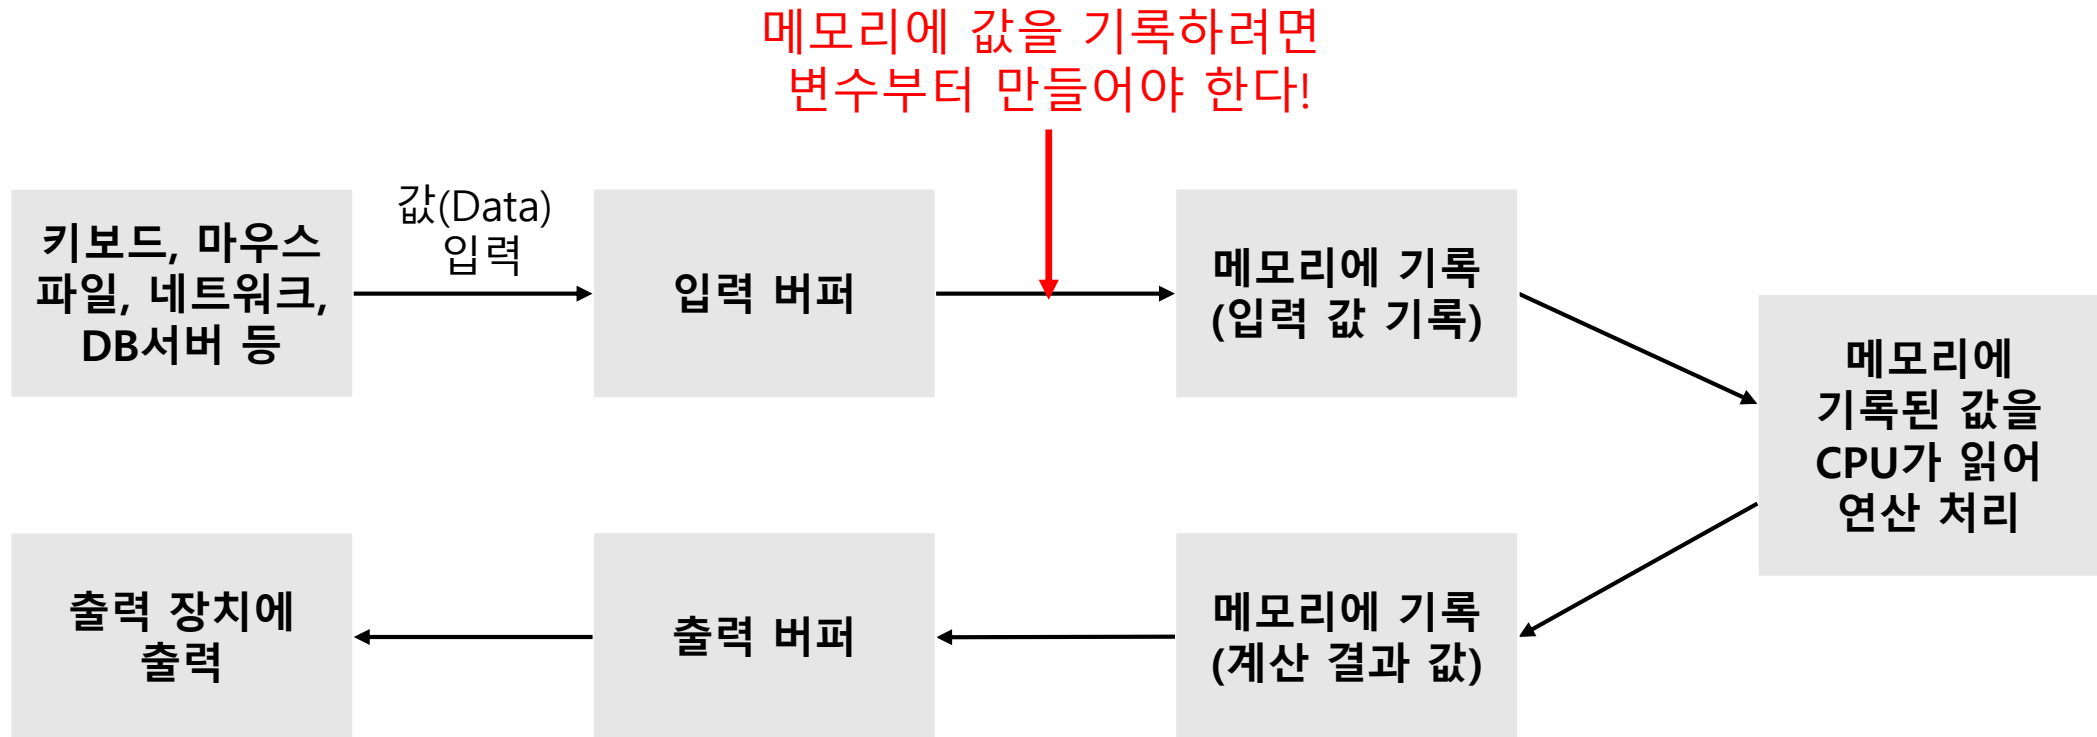 메모리에 값을 기록하려면
변수부터 만들어야 한다!
키보드, 마우스
파일, 네트워크,
DB서버 등
값(Data)
입력
입력 버퍼
메모리에 기록
(입력 값 기록)
메모리에
기록된 값을
CPU가 읽어
연산 처리
출력 장치에
출력
출력 버퍼
메모리에 기록
(계산 결과 값)